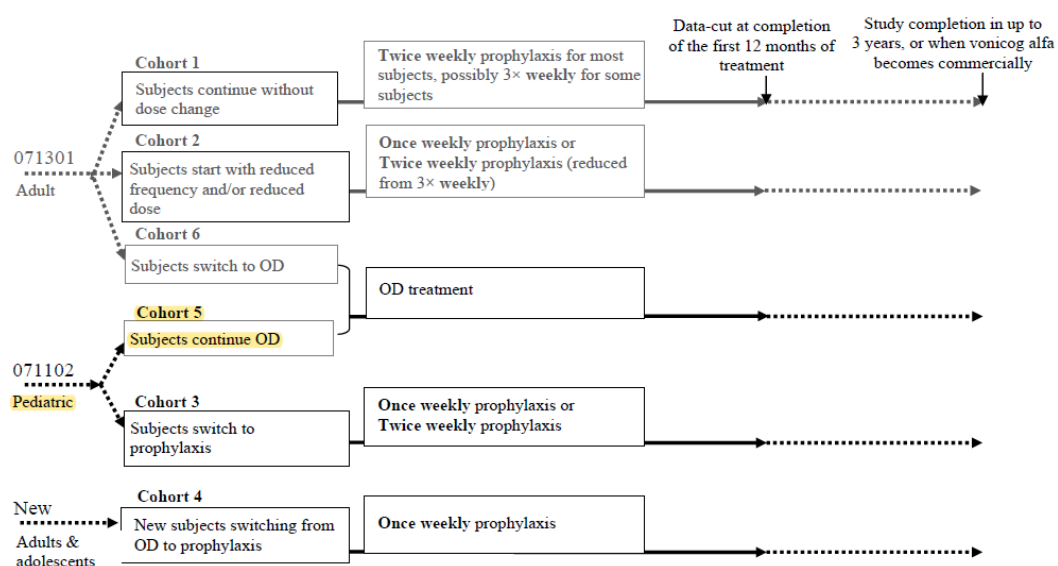 Data-cut at completion
of the first 12 months of
treatment
Study completion in up to
3 years, or when vonicog alfa
becomes commercially
Cohort 1
Subjects continue without
dose change
Twice weekly prophylaxis for most
subjects, possibly 3× weekly for some
subjects
071301
Adult
Cohort 2
Subjects start with reduced
frequency and/or reduced
dose
Once weekly prophylaxis or
Twice weekly prophylaxis (reduced
from 3× weekly)
Cohort 6
Subjects switch to OD
OD treatment
Cohort 5
Subjects continue OD
071102
Pediatric
Cohort 3
Subjects switch to
prophylaxis
Once weekly prophylaxis or
Twice weekly prophylaxis
New
Adults &
adolescents
Cohort 4
New subjects switching from
OD to prophylaxis
Once weekly prophylaxis